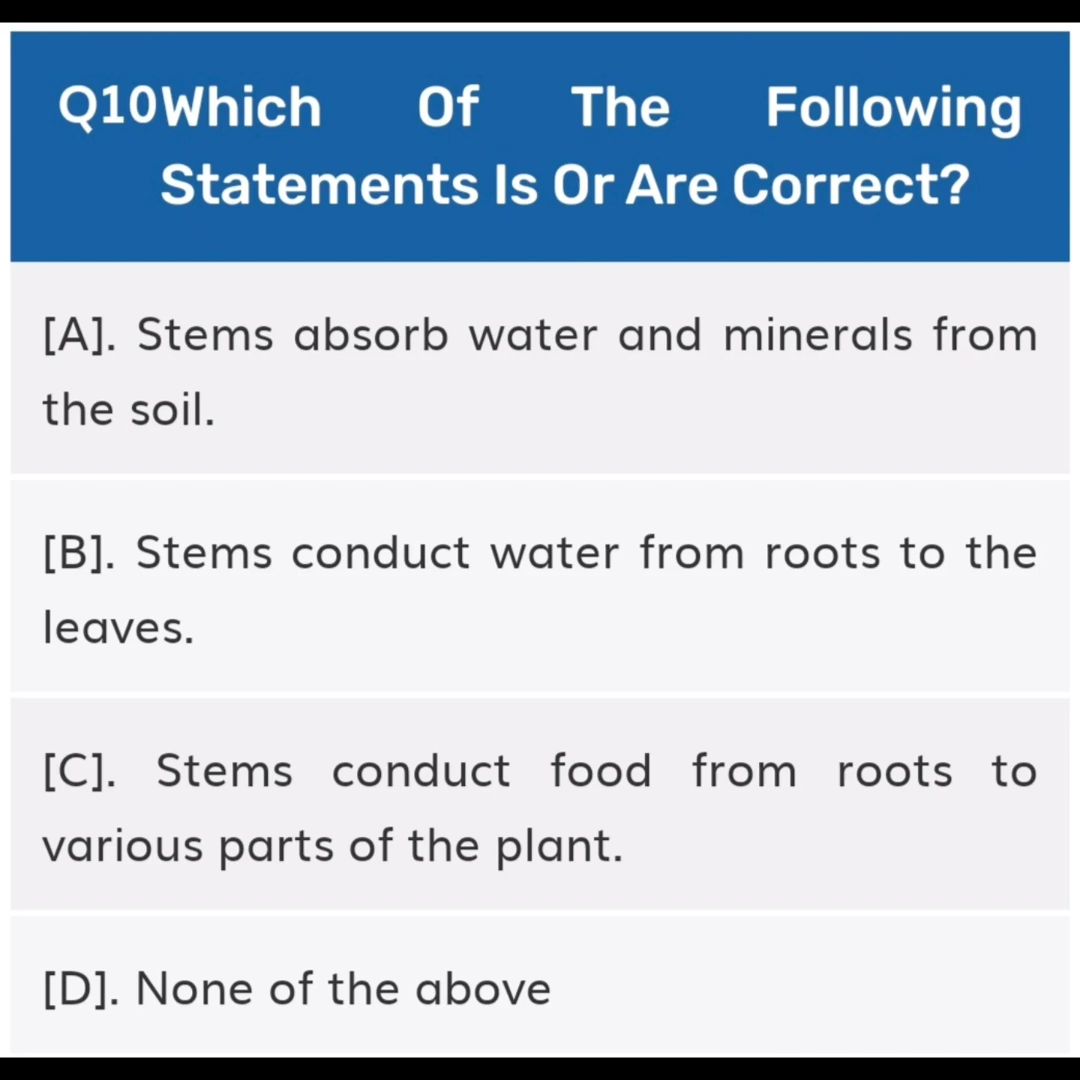 Q10Which Of The Following
Statements Is Or Are Correct?
[A]. Stems absorb water and minerals from
the soil.
[B]. Stems conduct water from roots to the
leaves.
[C]. Stems conduct food from roots to
various parts of the plant.
[D]. None of the above